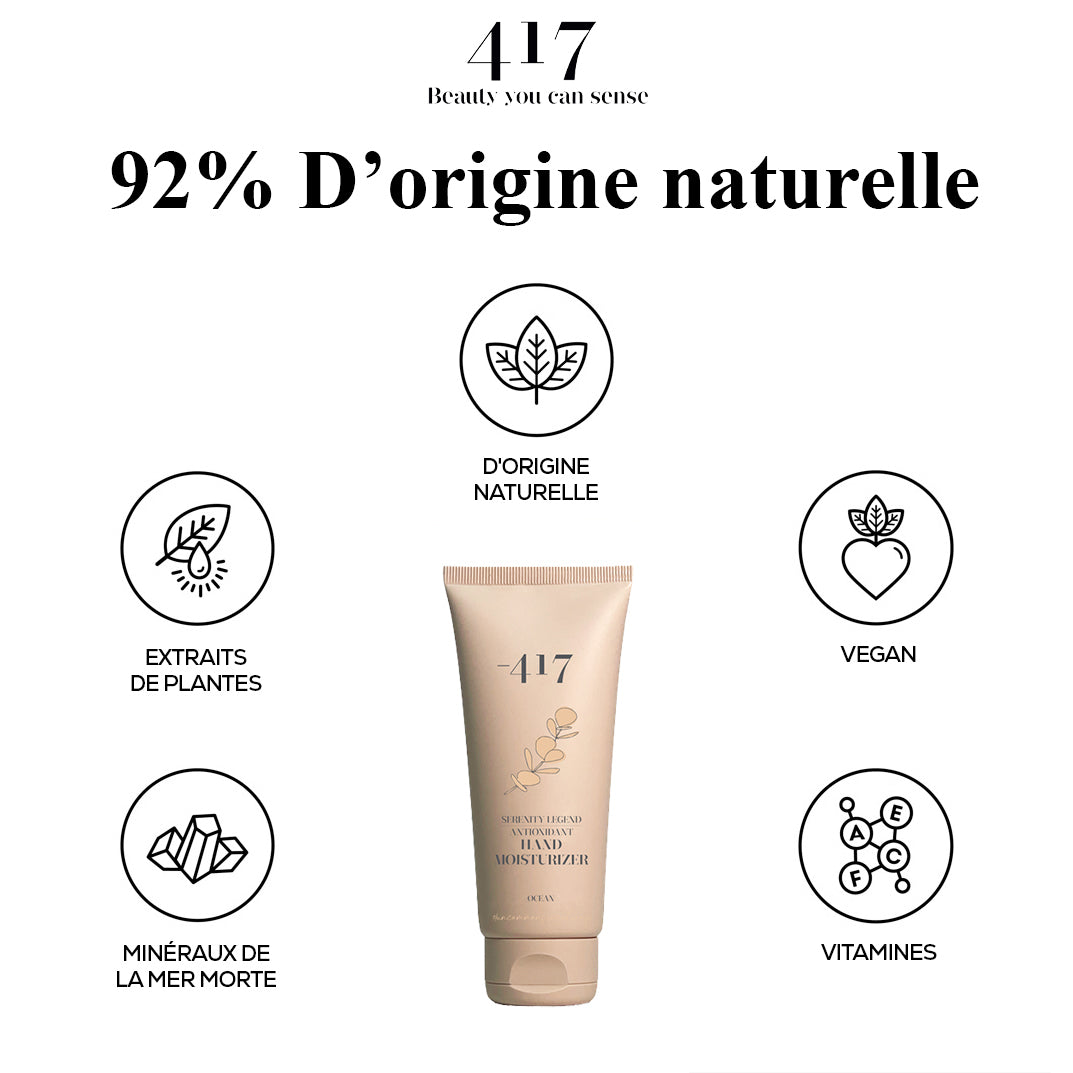 417
Beauty you can sense
92% D’origine naturelle
D'ORIGINE
NATURELLE
EXTRAITS
DE PLANTES
VEGAN
-417
SERENITY LEGEND
ANTIOXIDANT
HAND
MOISTURIZER
OCEAN
MINÉRAUX DE
LA MER MORTE
A
E
C
F
VITAMINES